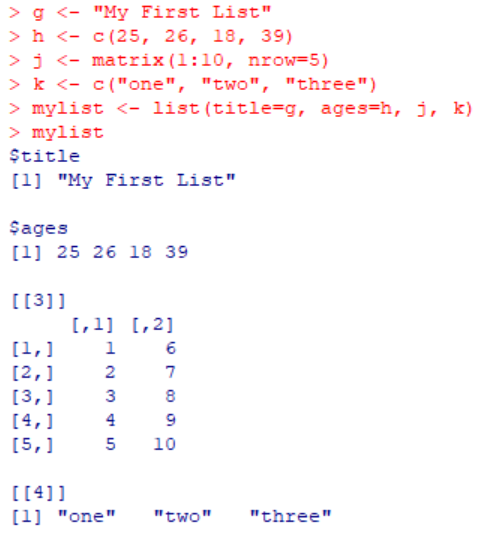 > g <- "My First List"
> h <- c(25, 26, 18, 39)
> j <- matrix(1:10, nrow=5)
> k <- c("one", "two", "three")
> mylist <- list(title=g, ages=h, j, k)
> mylist
$title
[1] "My First List"

$ages
[1] 25 26 18 39

[[3]]
     [,1] [,2]
[1,]    1    6
[2,]    2    7
[3,]    3    8
[4,]    4    9
[5,]    5   10

[[4]]
[1] "one"   "two"   "three"